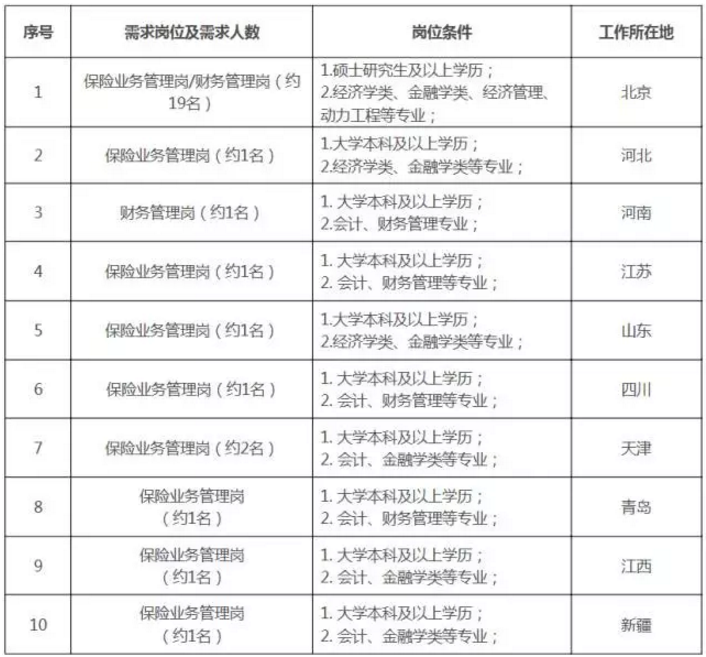 序号 需求岗位及需求人数 岗位条件 工作所在地
1 保险业务管理岗/财务管理岗（约19名） 1.硕士研究生及以上学历；
2.经济学类、金融学类、经济管理、
动力工程等专业； 北京
2 保险业务管理岗（约1名） 1.大学本科及以上学历；
2.经济学类、金融学类等专业； 河北
3 财务管理岗（约1名） 1. 大学本科及以上学历；
2.会计、财务管理专业； 河南
4 保险业务管理岗（约1名） 1. 大学本科及以上学历；
2. 会计、财务管理等专业； 江苏
5 保险业务管理岗（约1名） 1.大学本科及以上学历；
2.经济学类、金融学类等专业； 山东
6 保险业务管理岗（约1名） 1. 大学本科及以上学历；
2. 会计、财务管理等专业； 四川
7 保险业务管理岗（约2名） 1. 大学本科及以上学历；
2. 会计、金融学类等专业； 天津
8 保险业务管理岗
（约1名） 1. 大学本科及以上学历；
2. 会计、财务管理等专业； 青岛
9 保险业务管理岗
（约1名） 1. 大学本科及以上学历；
2. 会计、金融学类等专业； 江西
10 保险业务管理岗
（约1名） 1. 大学本科及以上学历；
2. 会计、金融学类等专业； 新疆